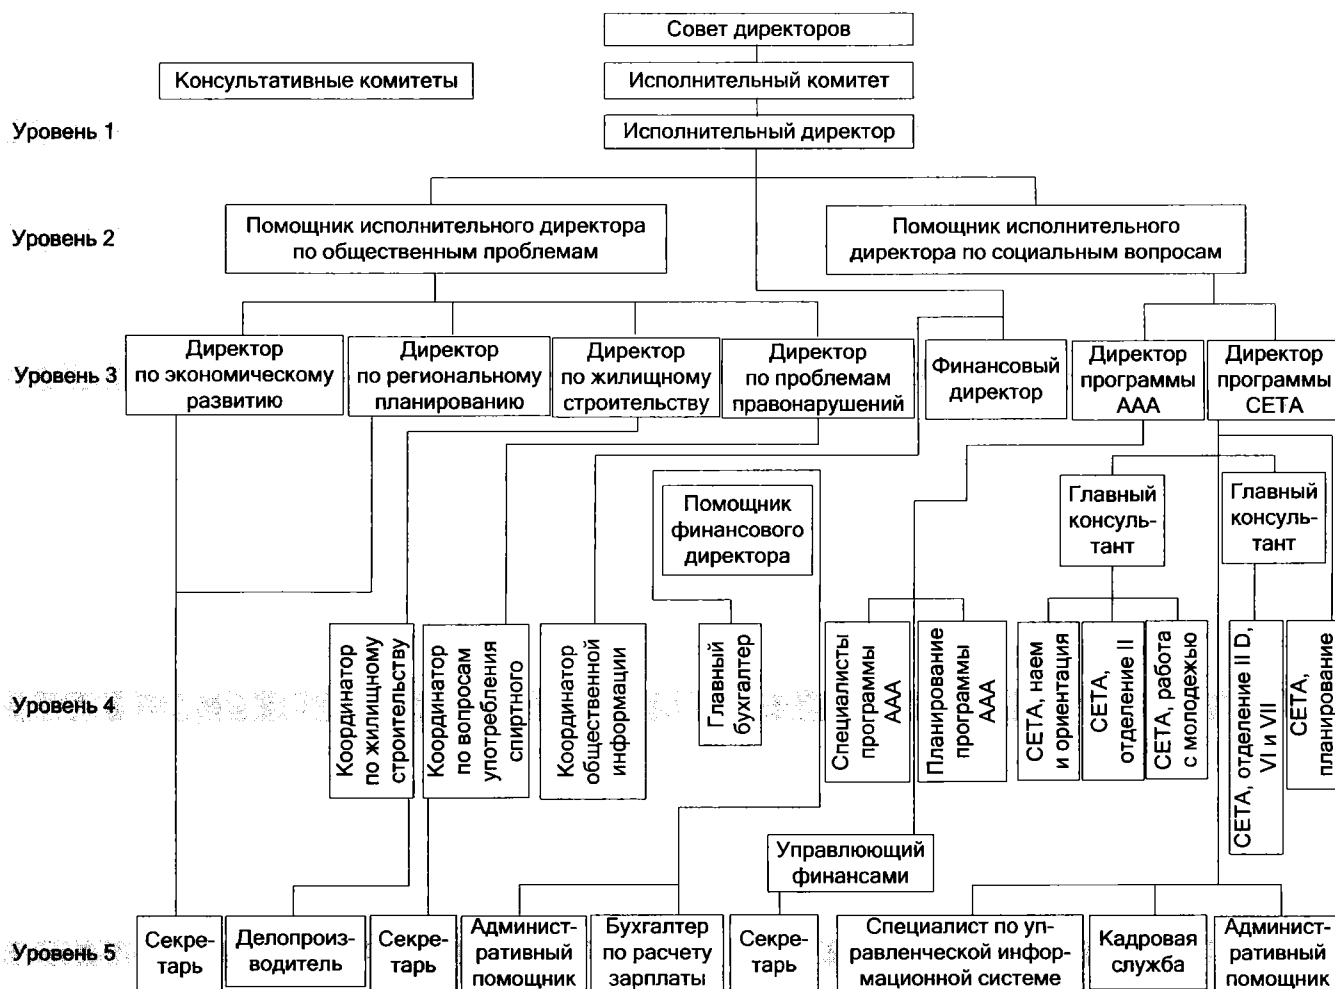 Совет директоров
Консультативные комитеты
Исполнительный комитет
Уровень 1
Исполнительный директор
Уровень 2
Помощник исполнительного директора
по общественным проблемам
Помощник исполнительного
директора по социальным вопросам
Уровень 3
Директор
по экономическому
развитию
Директор
по региональному
планированию
Директор
по жилищному
строительству
Директор
по проблемам
правонарушений
Финансовый
директор
Директор
программы
ААА
Директор
программы
СЕТА
Помощник
финансового
директора
Главный
консуль-
тант
Главный
консуль-
тант
Уровень 4
Координатор
по жилищному
строительству
Координатор
по вопросам
употребления
спиртного
Координатор
общественной
информации
Главный
бухгалтер
Специалисты
программы
ААА
Планирование
программы
ААА
СЕТА, наем
и ориентация
СЕТА,
отделение II
СЕТА, работа
с молодежью
СЕТА, отделение II D,
VI и VII
СЕТА,
планирование
Управлюющий
финансами
Уровень 5
Секре-
тарь
Делопроиз-
водитель
Секре-
тарь
Админист-
ративный
помощник
Бухгалтер
по расчету
зарплаты
Секре-
тарь
Специалист по уп-
равленческой инфор-
мационной системе
Кадровая
служба
Админист-
ративный
помощник